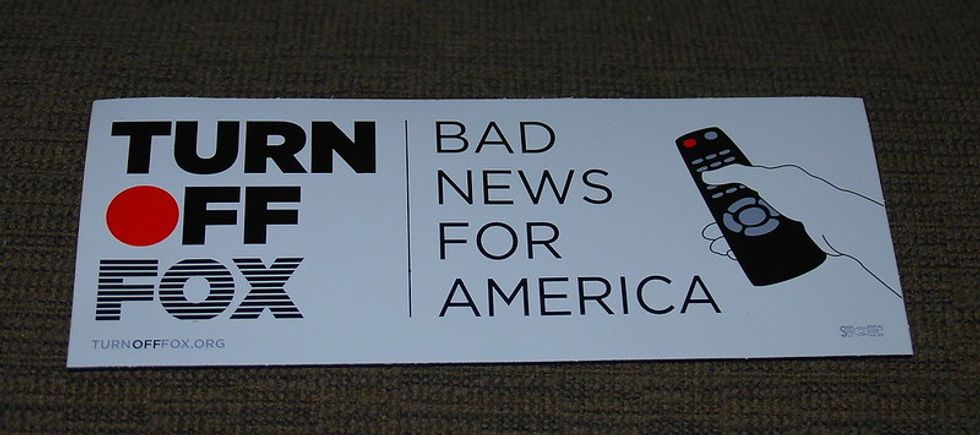 TURN
OFF
FOX
TURNOFFFOX.ORG
BAD
NEWS
FOR
AMERICA